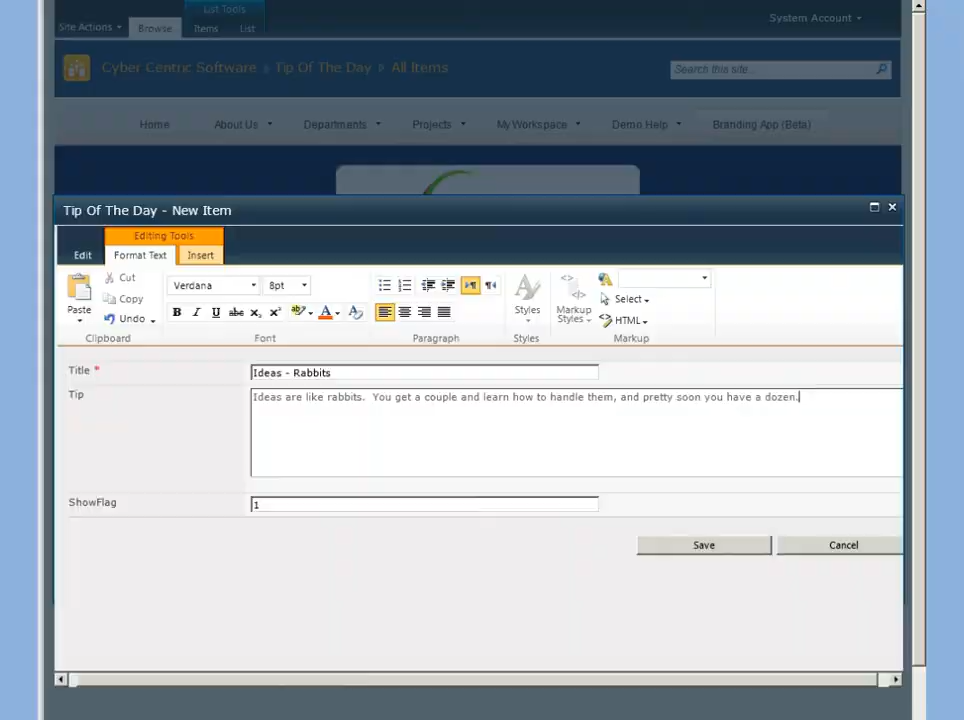 List Tools
System Account
Site Actions Browse Items List
Cyber Centric Software Tip Of The Day All Items
Search this site...
Home About Us Departments Projects My Workspace Demo Help Branding App (Beta)
Tip Of The Day - New Item
Editing Tools
Edit Format Text Insert
Paste
Cut
Copy
Undo
Clipboard
Verdana 8pt
B I U abc X₂ X² ab A A
Font
Paragraph
A
Styles
Styles
Markup
Styles
Select
HTML
Markup
Title * Ideas - Rabbits
Tip Ideas are like rabbits. You get a couple and learn how to handle them, and pretty soon you have a dozen.
ShowFlag 1
Save Cancel